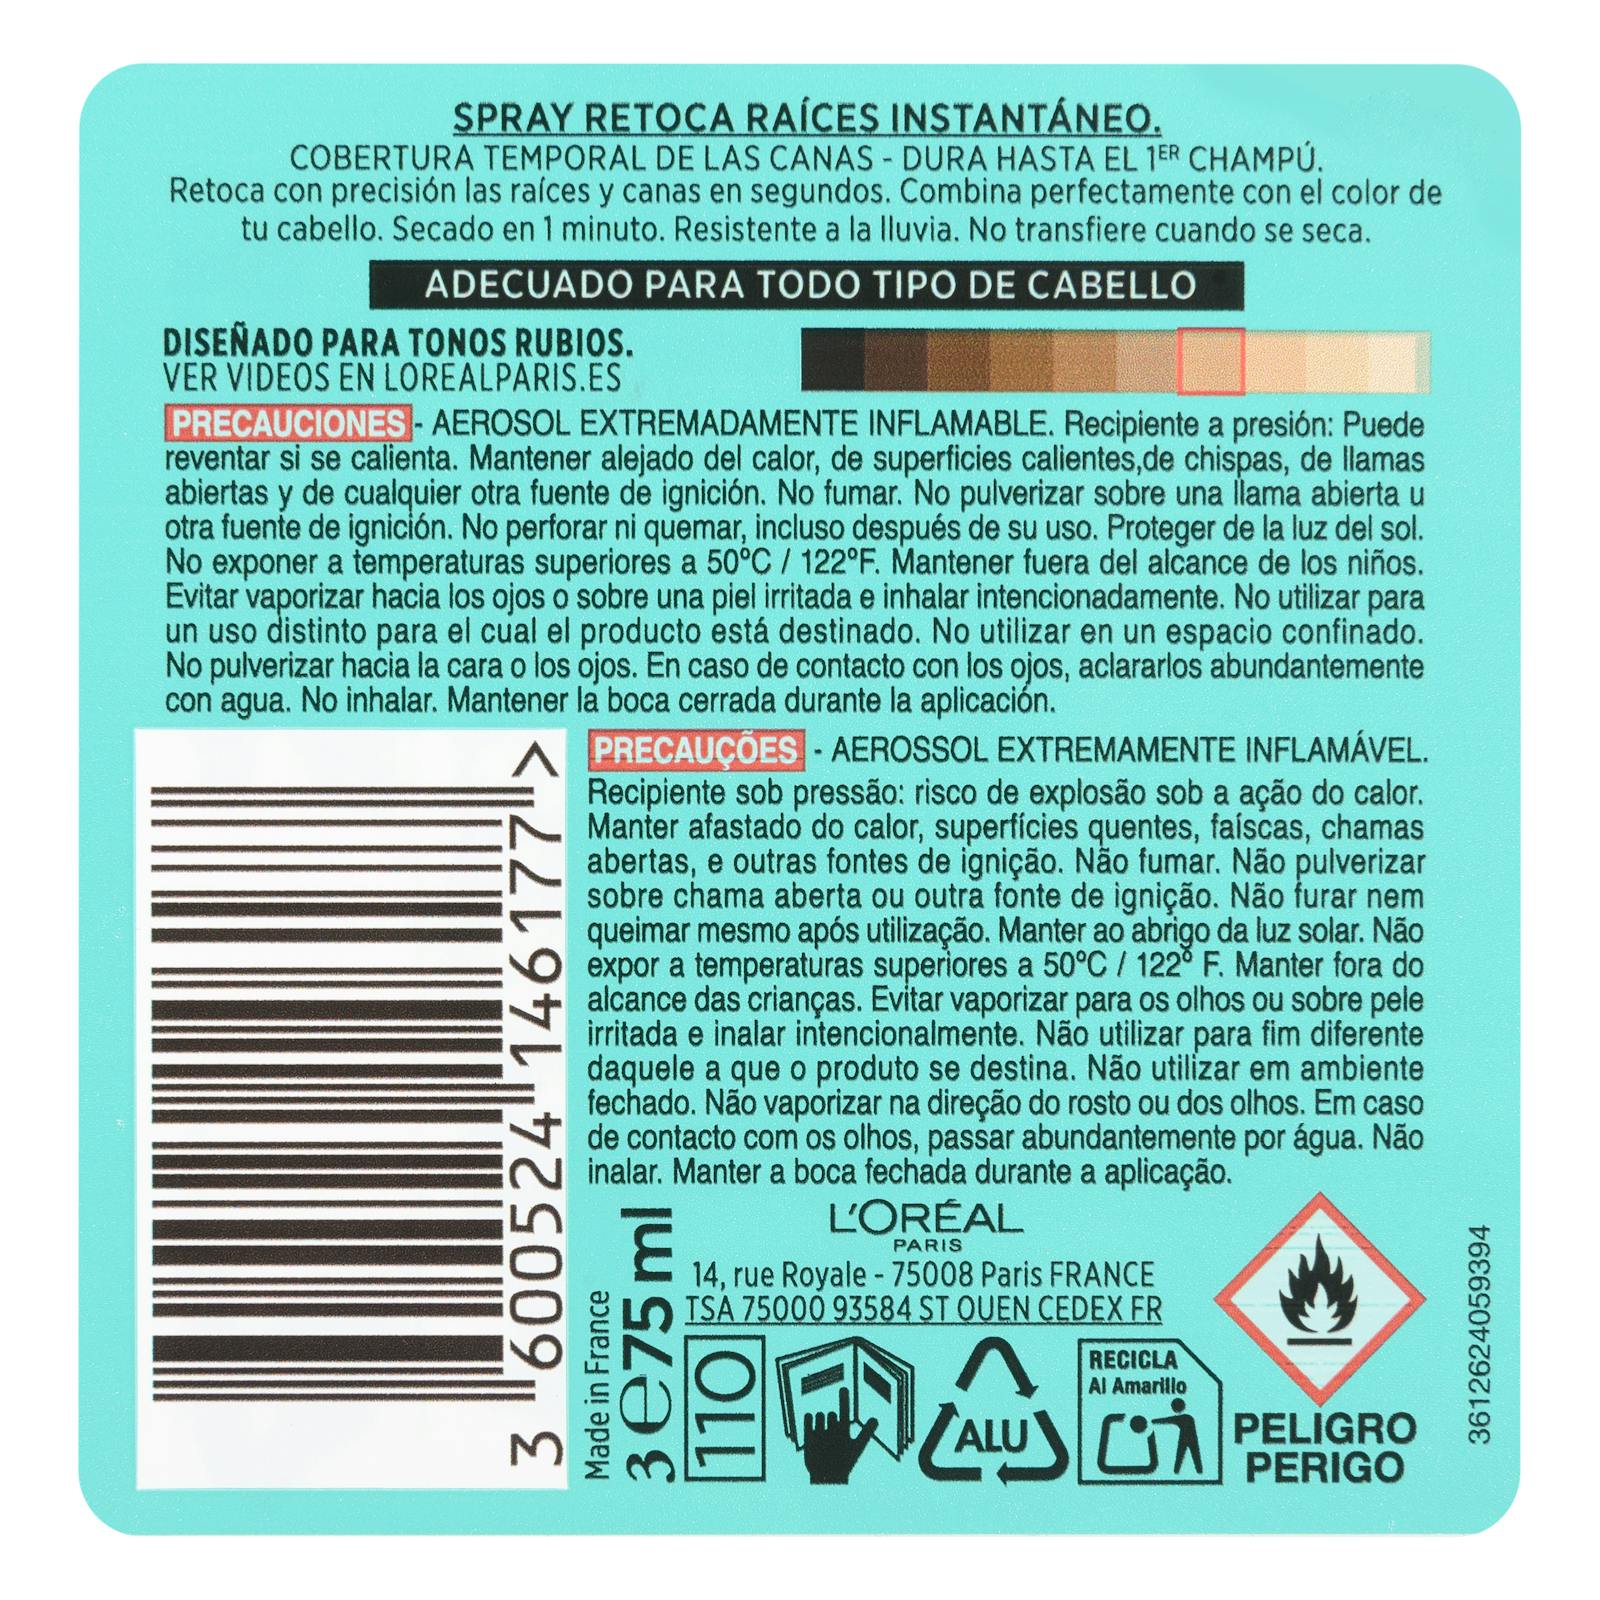 SPRAY RETOCA RAÍCES INSTANTÁNEO.
COBERTURA TEMPORAL DE LAS CANAS - DURA HASTA EL 1ER CHAMPÚ.
Retoca con precisión las raíces y canas en segundos. Combina perfectamente con el color de
tu cabello. Secado en 1 minuto. Resistente a la lluvia. No transfiere cuando se seca.
ADECUADO PARA TODO TIPO DE CABELLO
DISEÑADO PARA TONOS RUBIOS.
VER VIDEOS EN LOREALPARIS.ES
PRECAUCIONES - AEROSOL EXTREMADAMENTE INFLAMABLE. Recipiente a presión: Puede
reventar si se calienta. Mantener alejado del calor, de superficies calientes,de chispas, de llamas
abiertas y de cualquier otra fuente de ignición. No fumar. No pulverizar sobre una llama abierta u
otra fuente de ignición. No perforar ni quemar, incluso después de su uso. Proteger de la luz del sol.
No exponer a temperaturas superiores a 50ºC / 122ºF. Mantener fuera del alcance de los niños.
Evitar vaporizar hacia los ojos o sobre una piel irritada e inhalar intencionadamente. No utilizar para
un uso distinto para el cual el producto está destinado. No utilizar en un espacio confinado.
No pulverizar hacia la cara o los ojos. En caso de contacto con los ojos, aclararlos abundantemente
con agua. No inhalar. Mantener la boca cerrada durante la aplicación.
PRECAUÇÕES - AEROSSOL EXTREMAMENTE INFLAMÁVEL.
Recipiente sob pressão: risco de explosão sob a ação do calor.
Manter afastado do calor, superfícies quentes, faíscas, chamas
abertas, e outras fontes de ignição. Não fumar. Não pulverizar
sobre chama aberta ou outra fonte de ignição. Não furar nem
queimar mesmo após utilização. Manter ao abrigo da luz solar. Não
expor a temperaturas superiores a 50ºC / 122º F. Manter fora do
alcance das crianças. Evitar vaporizar para os olhos ou sobre pele
irritada e inalar intencionalmente. Não utilizar para fim diferente
daquele a que o produto se destina. Não utilizar em ambiente
fechado. Não vaporizar na direção do rosto ou dos olhos. Em caso
de contacto com os olhos, passar abundantemente por água. Não
inalar. Manter a boca fechada durante a aplicação.
3 600524 146177 >
Made in France
3 e 75 ml
L'ORÉAL
PARIS
14, rue Royale - 75008 Paris FRANCE
TSA 75000 93584 ST OUEN CEDEX FR
110
ALU
RECICLA
Al Amarillo
PELIGRO
PERIGO
3612624059394